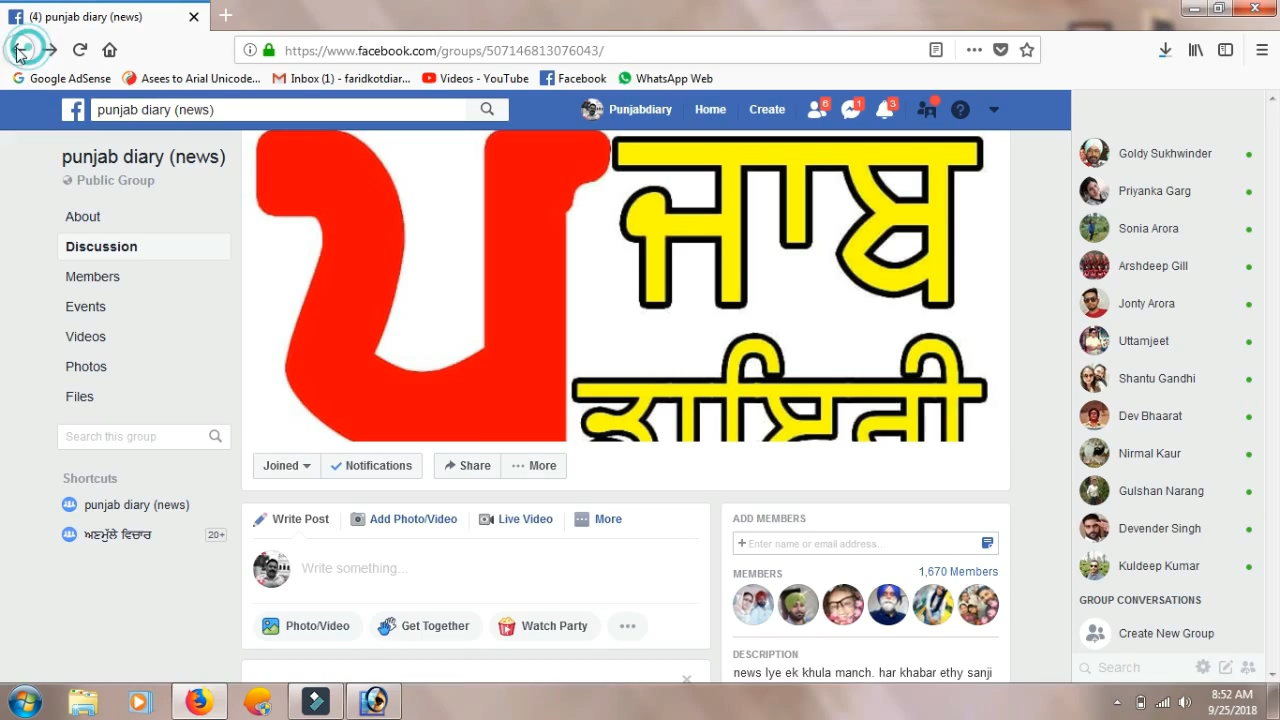 (4) punjab diary (news)
https://www.facebook.com/groups/507146813076043/
Google AdSense
Asees to Arial Unicode...
Inbox (1) - faridkotdiar...
Videos - YouTube
Facebook
WhatsApp Web
punjab diary (news)
Punjabdiary
Home
Create
6
1
3
punjab diary (news)
Public Group
About
Discussion
Members
Events
Videos
Photos
Files
Search this group
Shortcuts
punjab diary (news)
ਅਣਮੁੱਲੇ ਵਿਚਾਰ 20+
ਪੰਜਾਬ
ਡਾਇਰੀ
Joined
Notifications
Share
More
Write Post
Add Photo/Video
Live Video
More
Write something...
Photo/Video
Get Together
Watch Party
ADD MEMBERS
+ Enter name or email address...
MEMBERS 1,670 Members
DESCRIPTION
news lye ek khula manch. har khabar ethy sanji
Goldy Sukhwinder
Priyanka Garg
Sonia Arora
Arshdeep Gill
Jonty Arora
Uttamjeet
Shantu Gandhi
Dev Bhaarat
Nirmal Kaur
Gulshan Narang
Devender Singh
Kuldeep Kumar
GROUP CONVERSATIONS
Create New Group
Search
8:52 AM
9/25/2018